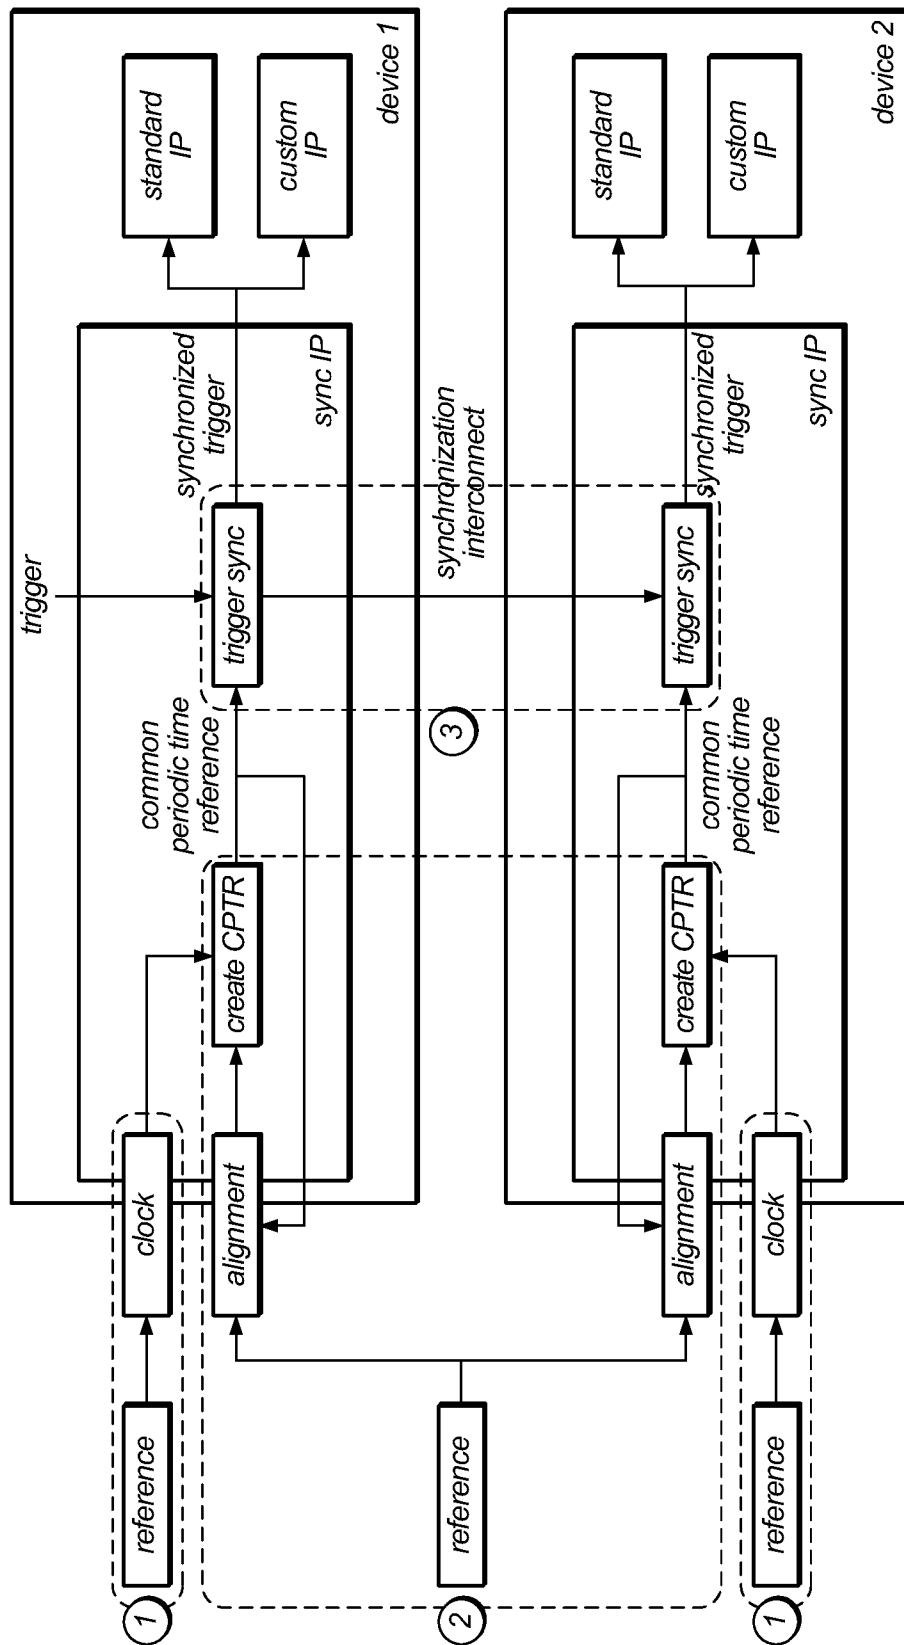 trigger
device 1
standard
IP
custom
IP
sync IP
synchronized
trigger
trigger sync
common
periodic time
reference
create CPTR
clock
alignment
reference
1
synchronization
interconnect
3
reference
2
device 2
standard
IP
custom
IP
sync IP
synchronized
trigger
trigger sync
common
periodic time
reference
create CPTR
alignment
clock
reference
1